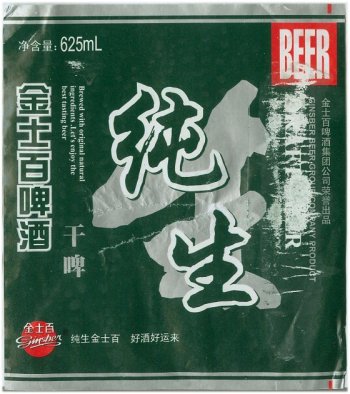 净含量: 625mL
BEER
金士百啤酒
Brewed with original natural
ingredients .Let's enjoy the
best tasting beer
纯生
干啤
金士百啤酒集团公司荣誉出品
GINSBER BEER GROUP COMPANY PRODUCT
金士百
Ginsber
纯生金士百 好酒好运来